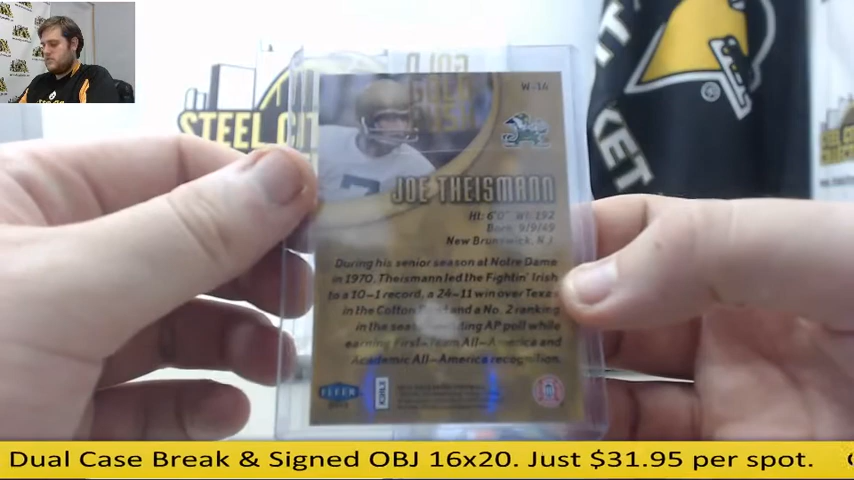 STEEL CIT
KET
W-16
JOE THEISMANN
Ht: 6'0" Wt: 192
Born: 9/9/49
New Brunswick, N.J.
During his senior season at Notre Dame
in 1970, Theismann led the Fightin' Irish
to a 10-1 record, a 24-11 win over Texas
in the Cotton and a No. 2 ranking
in the AP poll while
earning First-Team All-America and
Academic All-America recognition.
FLEER
7
Dual Case Break & Signed OBJ 16x20. Just $31.95 per spot.